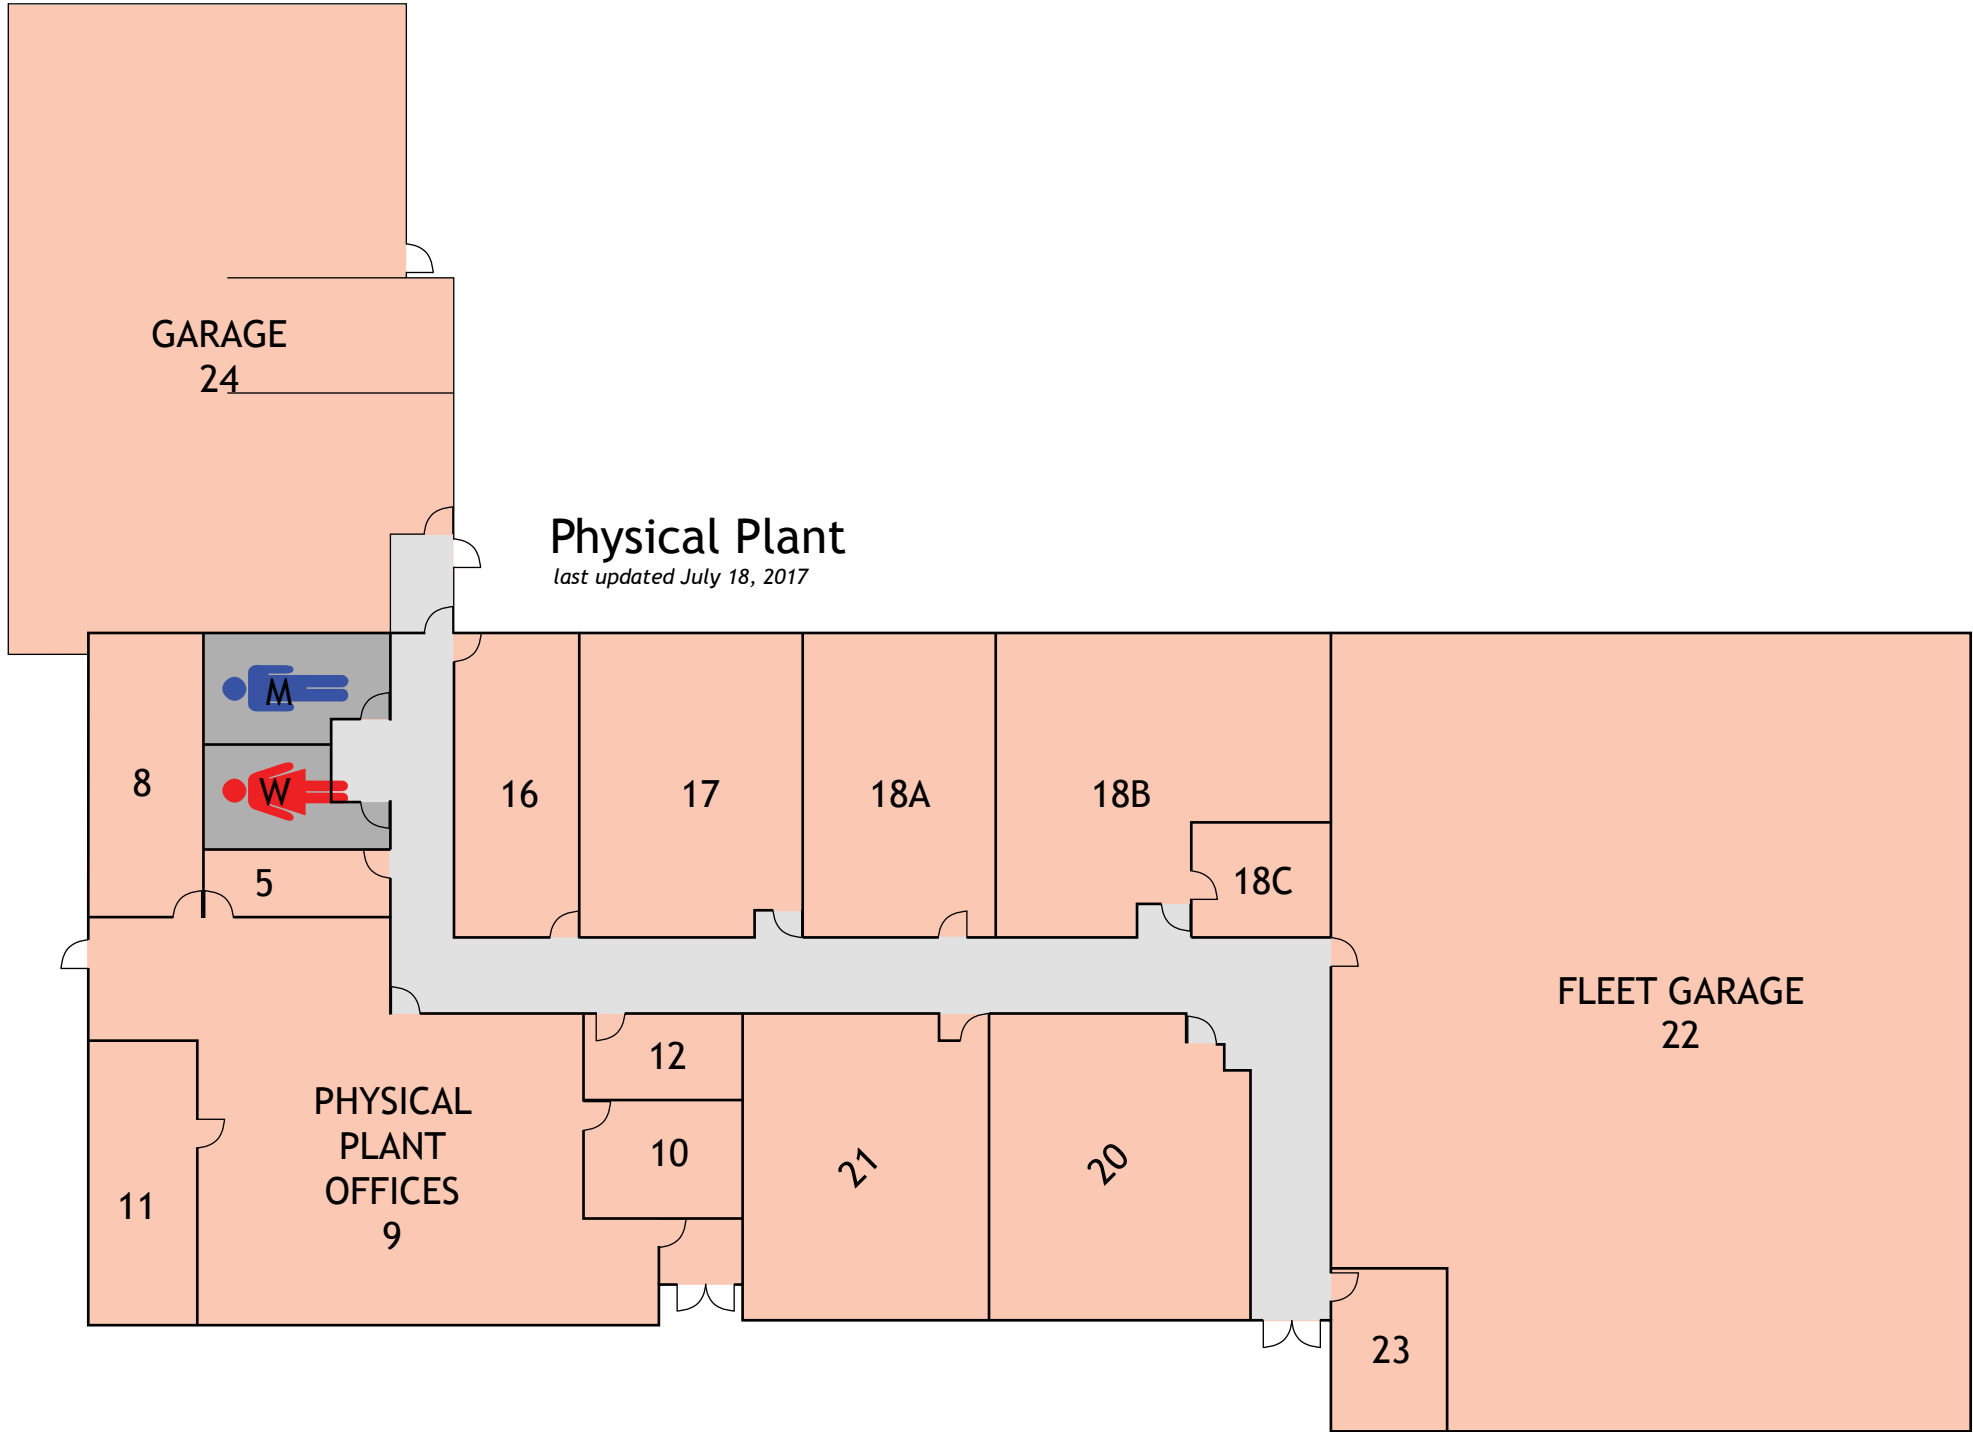 GARAGE
24
Physical Plant
last updated July 18, 2017
M
W
8
5
16
17
18A
18B
18C
FLEET GARAGE
22
12
10
PHYSICAL
PLANT
OFFICES
9
11
21
20
23